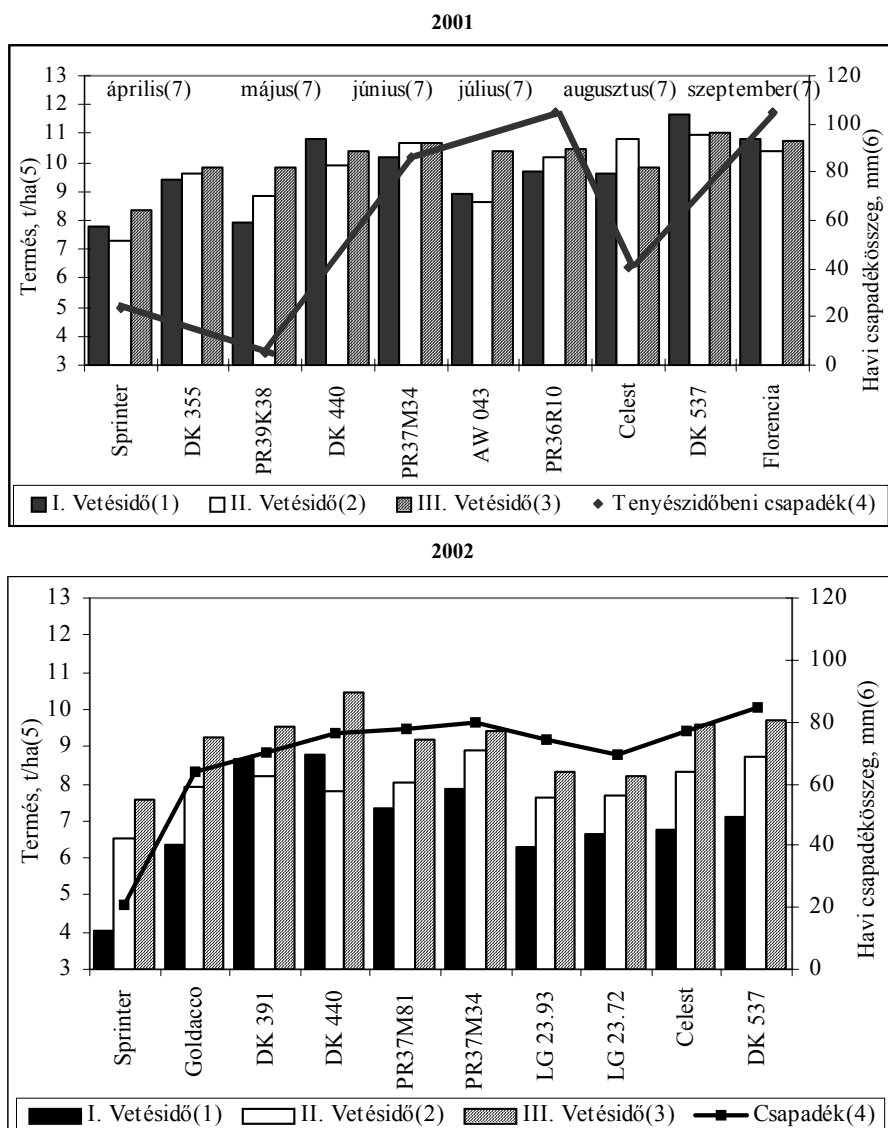 2001
április(7) május(7) június(7) július(7) augusztus(7) szeptember(7)
Termés, t/ha(5)
13
12
11
10
9
8
7
6
5
4
3
120
100
80
60
40
20
0
Havi csapadékösszeg, mm(6)
Sprinter
DK 355
PR39K38
DK 440
PR37M34
AW 043
PR36R10
Celest
DK 537
Florencia
I. Vetésidő(1) II. Vetésidő(2) III. Vetésidő(3) Tenyészidőbeni csapadék(4)
2002
Termés, t/ha(5)
13
12
11
10
9
8
7
6
5
4
3
120
100
80
60
40
20
0
Havi csapadékösszeg, mm(6)
Sprinter
Goldacco
DK 391
DK 440
PR37M81
PR37M34
LG 23.93
LG 23.72
Celest
DK 537
I. Vetésidő(1) II. Vetésidő(2) III. Vetésidő(3) Csapadék(4)